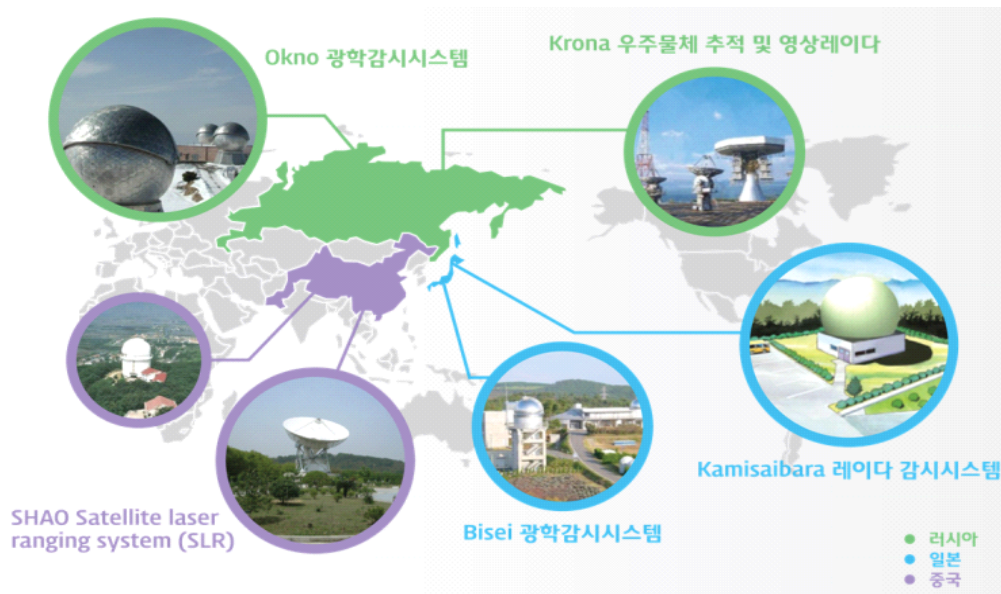 Okno 광학감시시스템
Krona 우주물체 추적 및 영상레이다
Kamisaibara 레이다 감시시스템
SHAO Satellite laser
ranging system (SLR)
Bisei 광학감시시스템
러시아
일본
중국